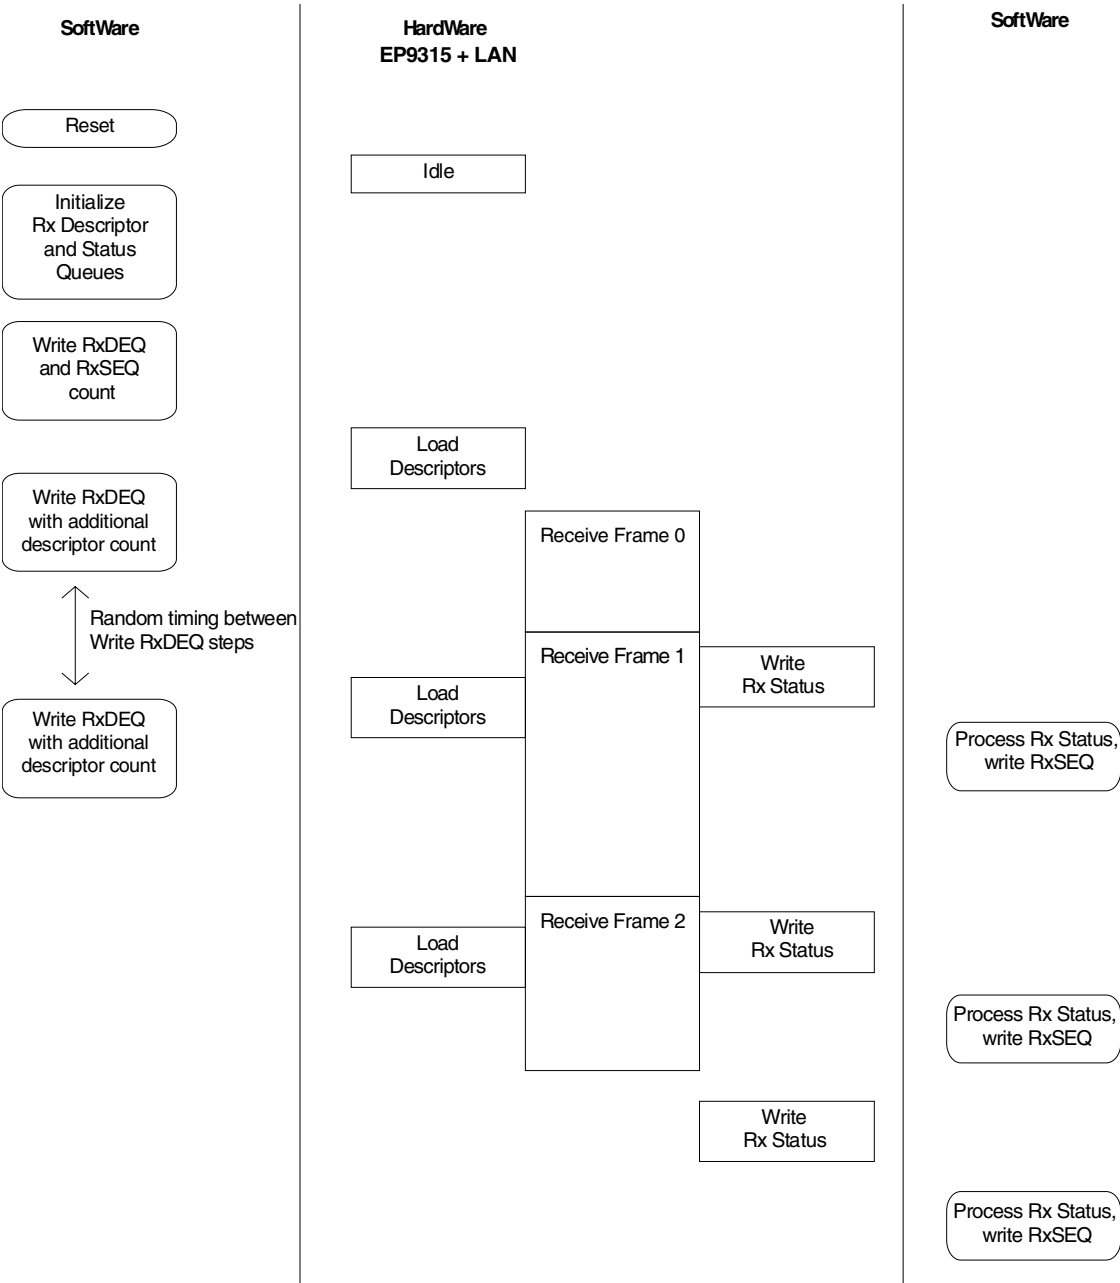 SoftWare
HardWare
EP9315 + LAN
SoftWare
Reset
Idle
Initialize
Rx Descriptor
and Status
Queues
Write RxDEQ
and RxSEQ
count
Load
Descriptors
Write RxDEQ
with additional
descriptor count
Receive Frame 0
Random timing between
Write RxDEQ steps
Receive Frame 1
Write
Rx Status
Load
Descriptors
Write RxDEQ
with additional
descriptor count
Process Rx Status,
write RxSEQ
Receive Frame 2
Write
Rx Status
Load
Descriptors
Process Rx Status,
write RxSEQ
Write
Rx Status
Process Rx Status,
write RxSEQ